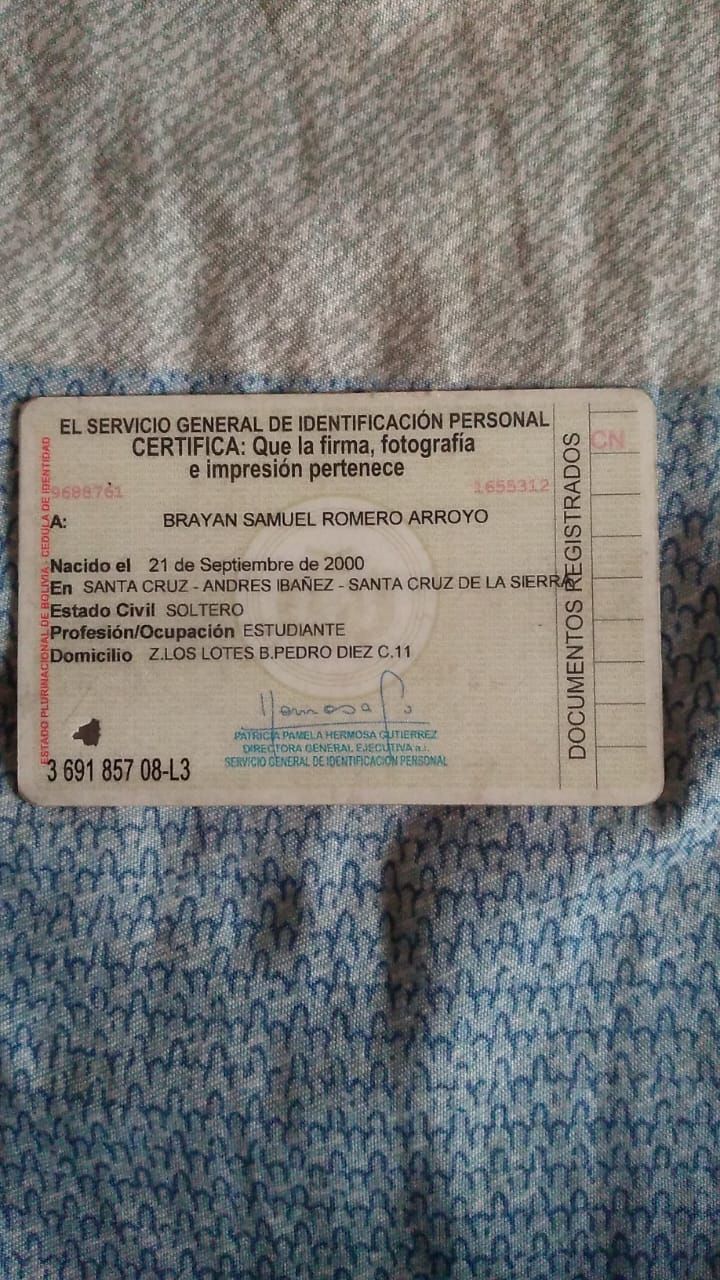 EL SERVICIO GENERAL DE IDENTIFICACIÓN PERSONAL
CERTIFICA: Que la firma, fotografía
e impresión pertenece
9688761 1655312
A: BRAYAN SAMUEL ROMERO ARROYO
Nacido el 21 de Septiembre de 2000
En SANTA CRUZ - ANDRES IBAÑEZ - SANTA CRUZ DE LA SIERRA
Estado Civil SOLTERO
Profesión/Ocupación ESTUDIANTE
Domicilio Z.LOS LOTES B.PEDRO DIEZ C.11
PATRICIA PAMELA HERMOSA GUTIERREZ
DIRECTORA GENERAL EJECUTIVA a.i.
SERVICIO GENERAL DE IDENTIFICACIÓN PERSONAL
3 691 857 08-L3
ESTADO PLURINACIONAL DE BOLIVIA - CEDULA DE IDENTIDAD
DOCUMENTOS REGISTRADOS
CN